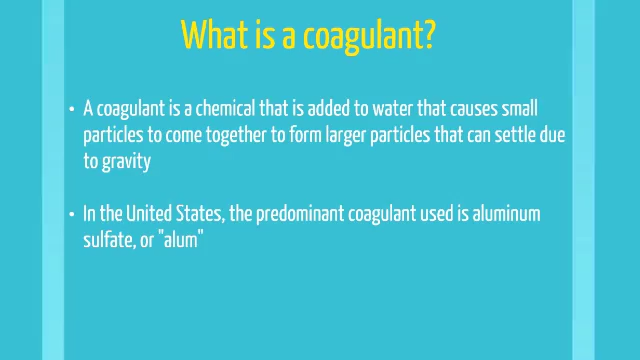 What is a coagulant?
• A coagulant is a chemical that is added to water that causes small
particles to come together to form larger particles that can settle due
to gravity
• In the United States, the predominant coagulant used is aluminum
sulfate, or "alum"